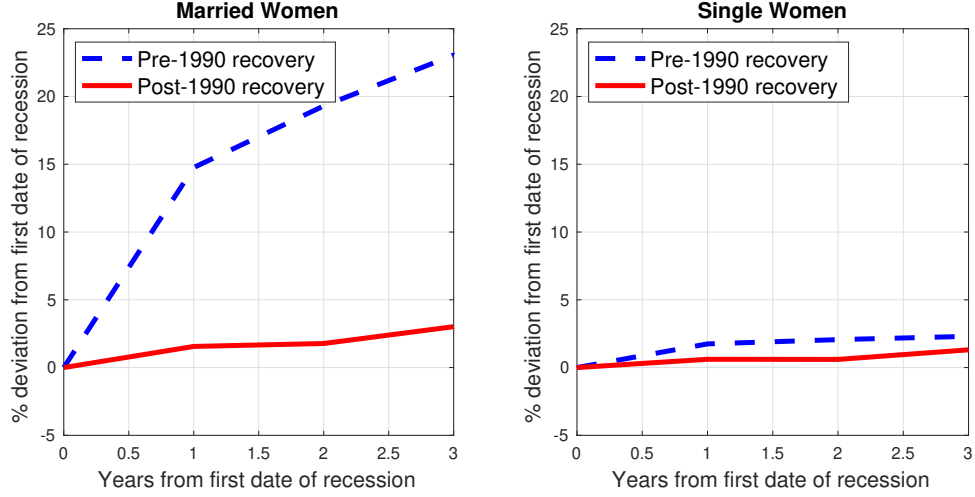 Married Women
25
20
15
10
5
0
-5
% deviation from first date of recession
Pre-1990 recovery
Post-1990 recovery
0 0.5 1 1.5 2 2.5 3
Years from first date of recession
Single Women
25
20
15
10
5
0
-5
% deviation from first date of recession
Pre-1990 recovery
Post-1990 recovery
0 0.5 1 1.5 2 2.5 3
Years from first date of recession